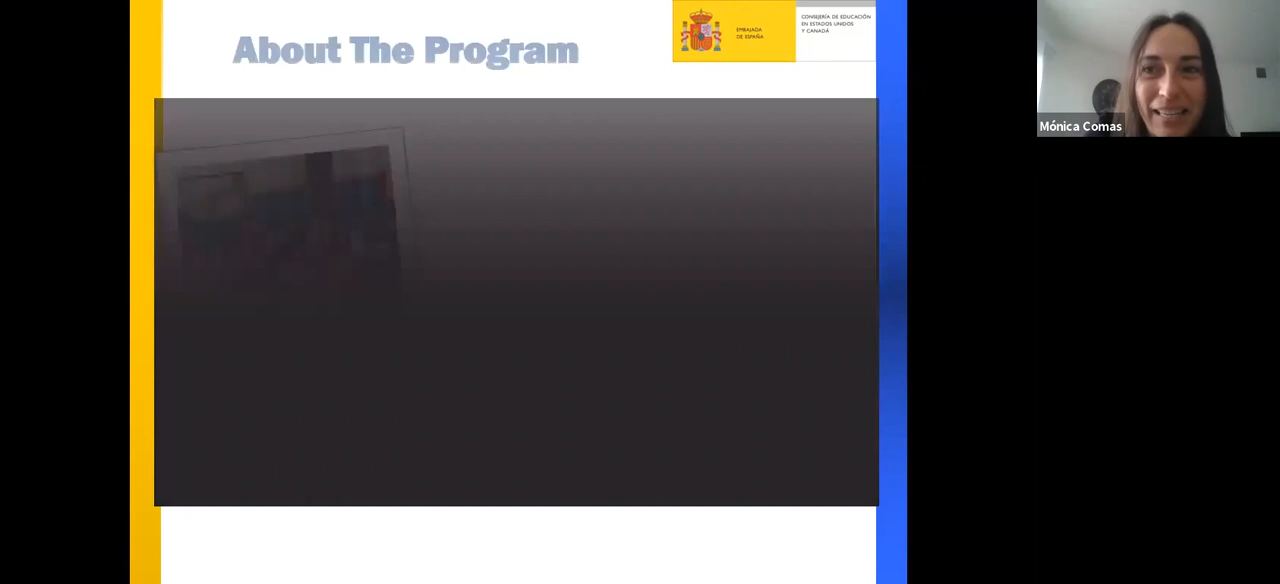 About The Program
EMBAJADA
DE ESPAÑA
CONSEJERÍA DE EDUCACIÓN
EN ESTADOS UNIDOS
Y CANADÁ
Mónica Comas